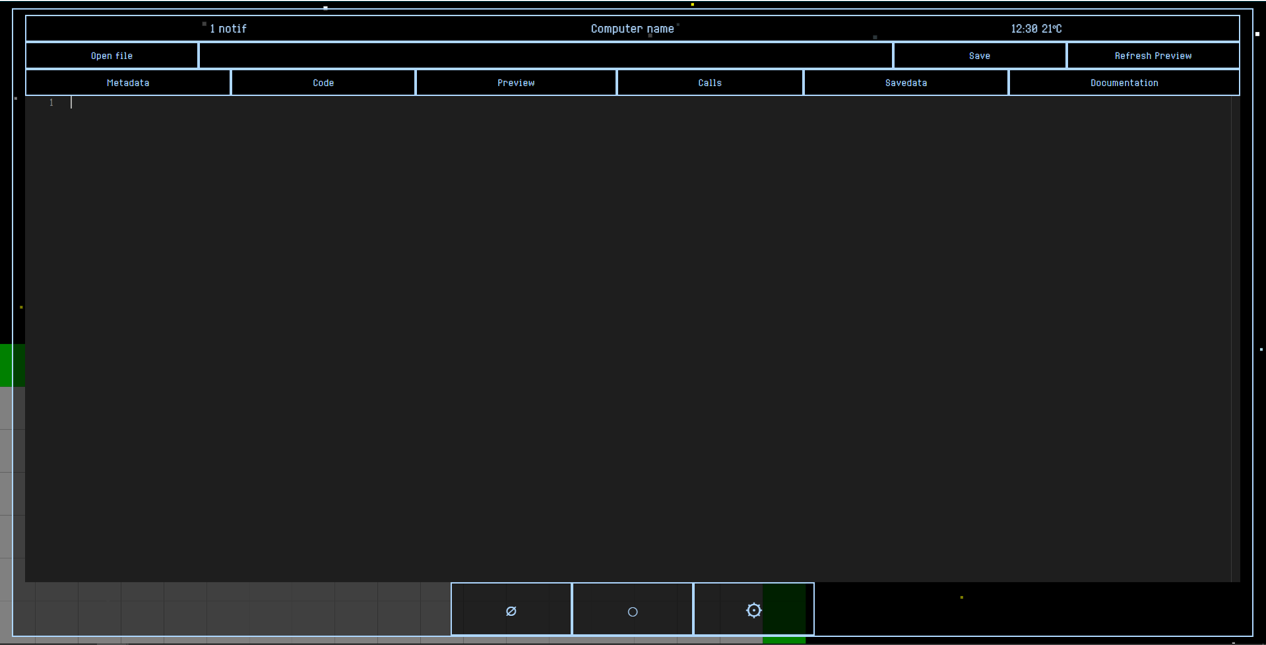 1 notif Computer name 12:30 21°C
Open file Save Refresh Preview
Metadata Code Preview Calls Savedata Documentation
1